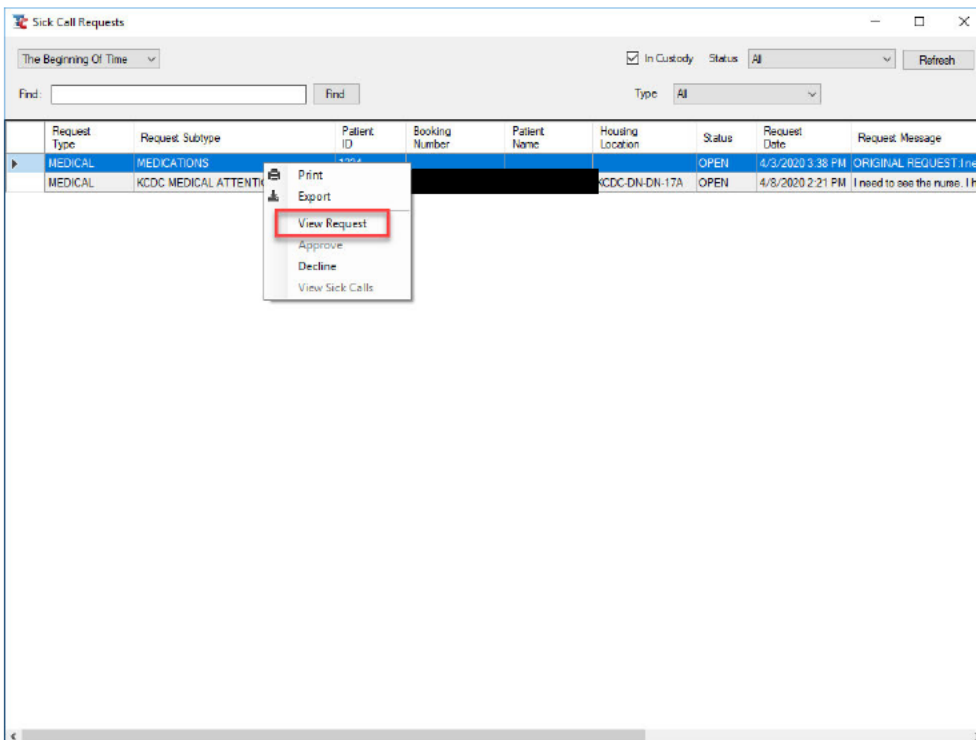 Sick Call Requests
The Beginning Of Time In Custody Status All Refresh
Find: Find Type All
Request Type Request Subtype Patient ID Booking Number Patient Name Housing Location Status Request Date Request Message
MEDICAL MEDICATIONS 1234 OPEN 4/3/2020 3:38 PM ORIGINAL REQUEST:I ne
MEDICAL KCDC MEDICAL ATTENTI KCDC-DN-DN-17A OPEN 4/8/2020 2:21 PM I need to see the nurse. I h
Print
Export
View Request
Approve
Decline
View Sick Calls